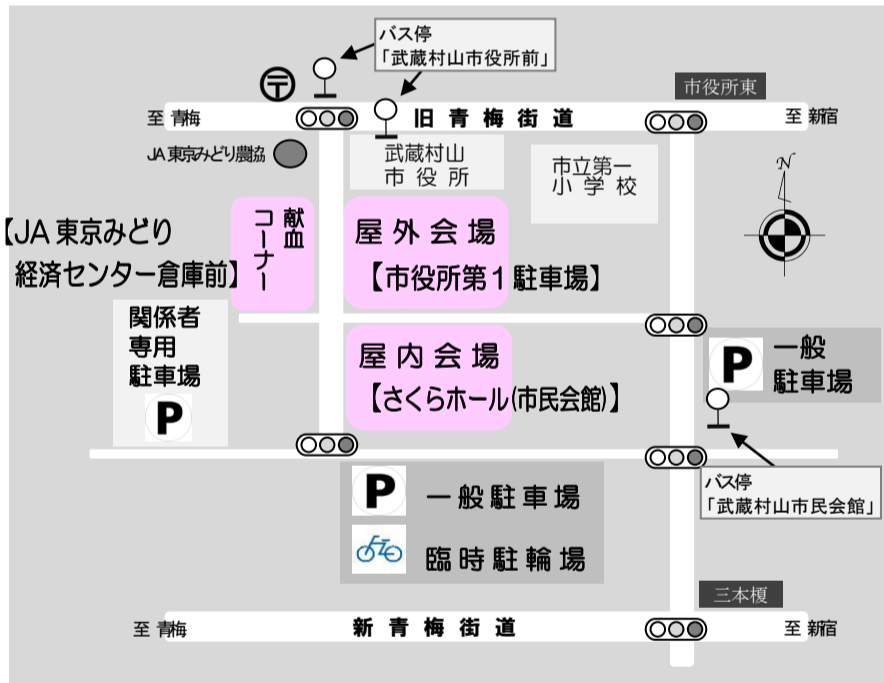 バス停
「武蔵村山市役所前」
〒
市役所東
至 青梅
旧青梅街道
至 新宿
JA東京みどり農協
武蔵村山
市役所
市立第一
小学校
N
【JA東京みどり
経済センター倉庫前】
献血
コーナー
屋外会場
【市役所第1駐車場】
関係者
専用
駐車場
P
屋内会場
【さくらホール(市民会館)】
P
一般
駐車場
P
一般駐車場
臨時駐輪場
バス停
「武蔵村山市民会館」
三本榎
至 青梅
新青梅街道
至 新宿